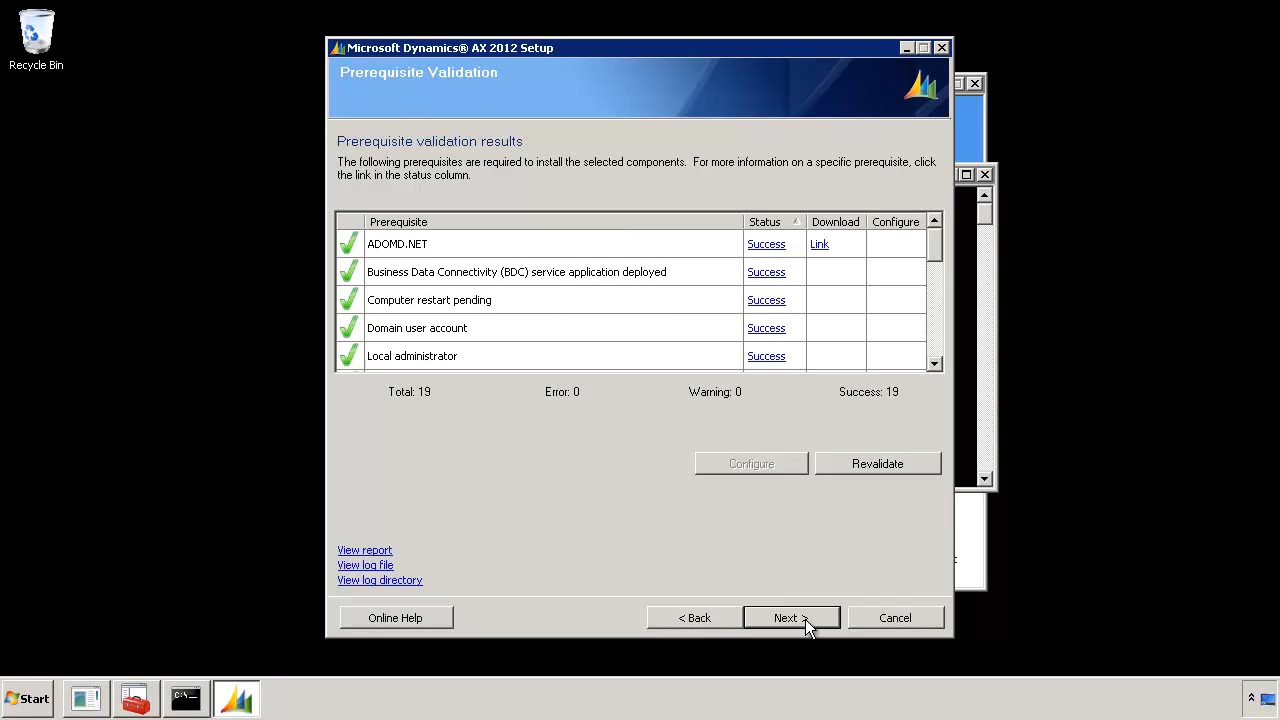 Recycle Bin
Microsoft Dynamics® AX 2012 Setup
Prerequisite Validation
Prerequisite validation results
The following prerequisites are required to install the selected components. For more information on a specific prerequisite, click
the link in the status column.
Prerequisite Status Download Configure
ADOMD.NET Success Link
Business Data Connectivity (BDC) service application deployed Success
Computer restart pending Success
Domain user account Success
Local administrator Success
Total: 19 Error: 0 Warning: 0 Success: 19
Configure Revalidate
View report
View log file
View log directory
Online Help < Back Next > Cancel
Start